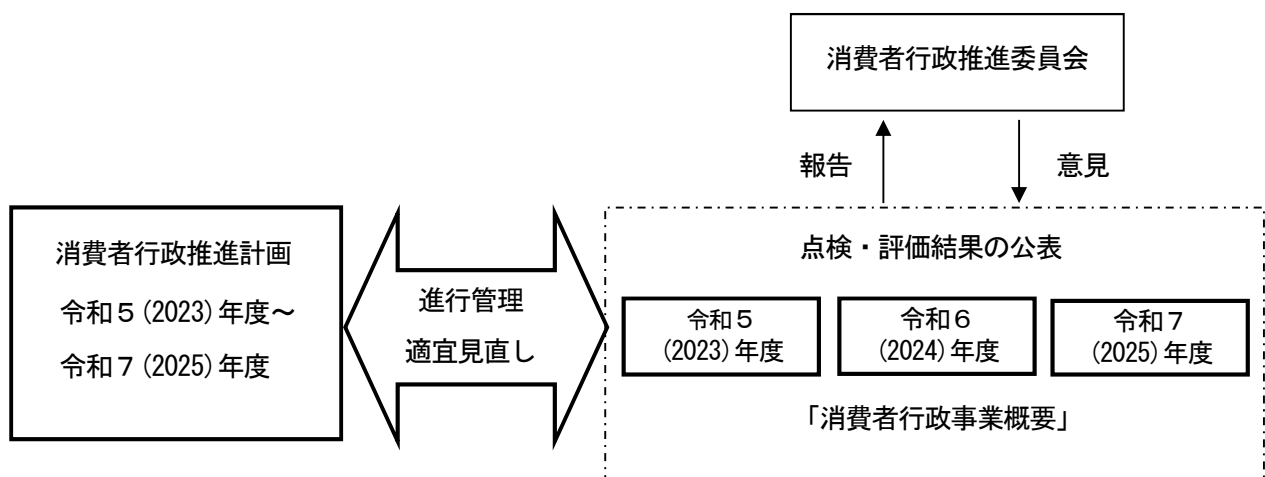 消費者行政推進委員会
報告
意見
消費者行政推進計画
令和５(2023)年度～
令和７(2025)年度
進行管理
適宜見直し
点検・評価結果の公表
令和５
(2023)年度
令和６
(2024)年度
令和７
(2025)年度
「消費者行政事業概要」